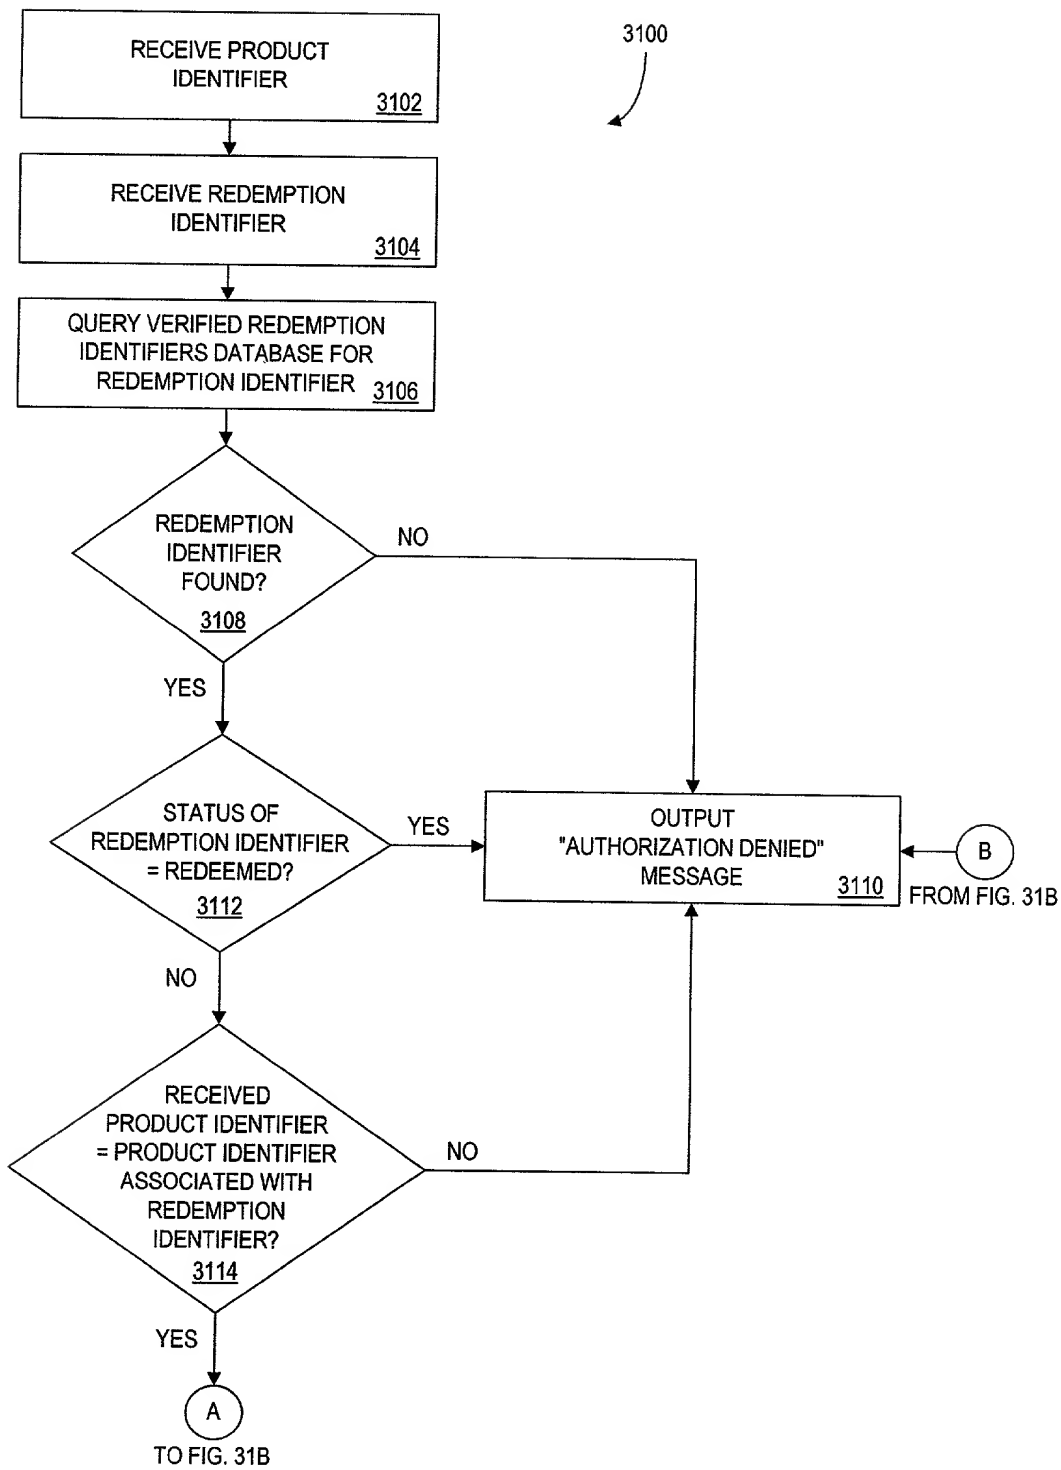 3100
RECEIVE PRODUCT
IDENTIFIER
3102
RECEIVE REDEMPTION
IDENTIFIER
3104
QUERY VERIFIED REDEMPTION
IDENTIFIERS DATABASE FOR
REDEMPTION IDENTIFIER
3106
REDEMPTION
IDENTIFIER
FOUND?
3108
NO
YES
STATUS OF
REDEMPTION IDENTIFIER
= REDEEMED?
3112
YES
OUTPUT
"AUTHORIZATION DENIED"
MESSAGE
3110
B
FROM FIG. 31B
NO
RECEIVED
PRODUCT IDENTIFIER
= PRODUCT IDENTIFIER
ASSOCIATED WITH
REDEMPTION
IDENTIFIER?
3114
NO
YES
A
TO FIG. 31B